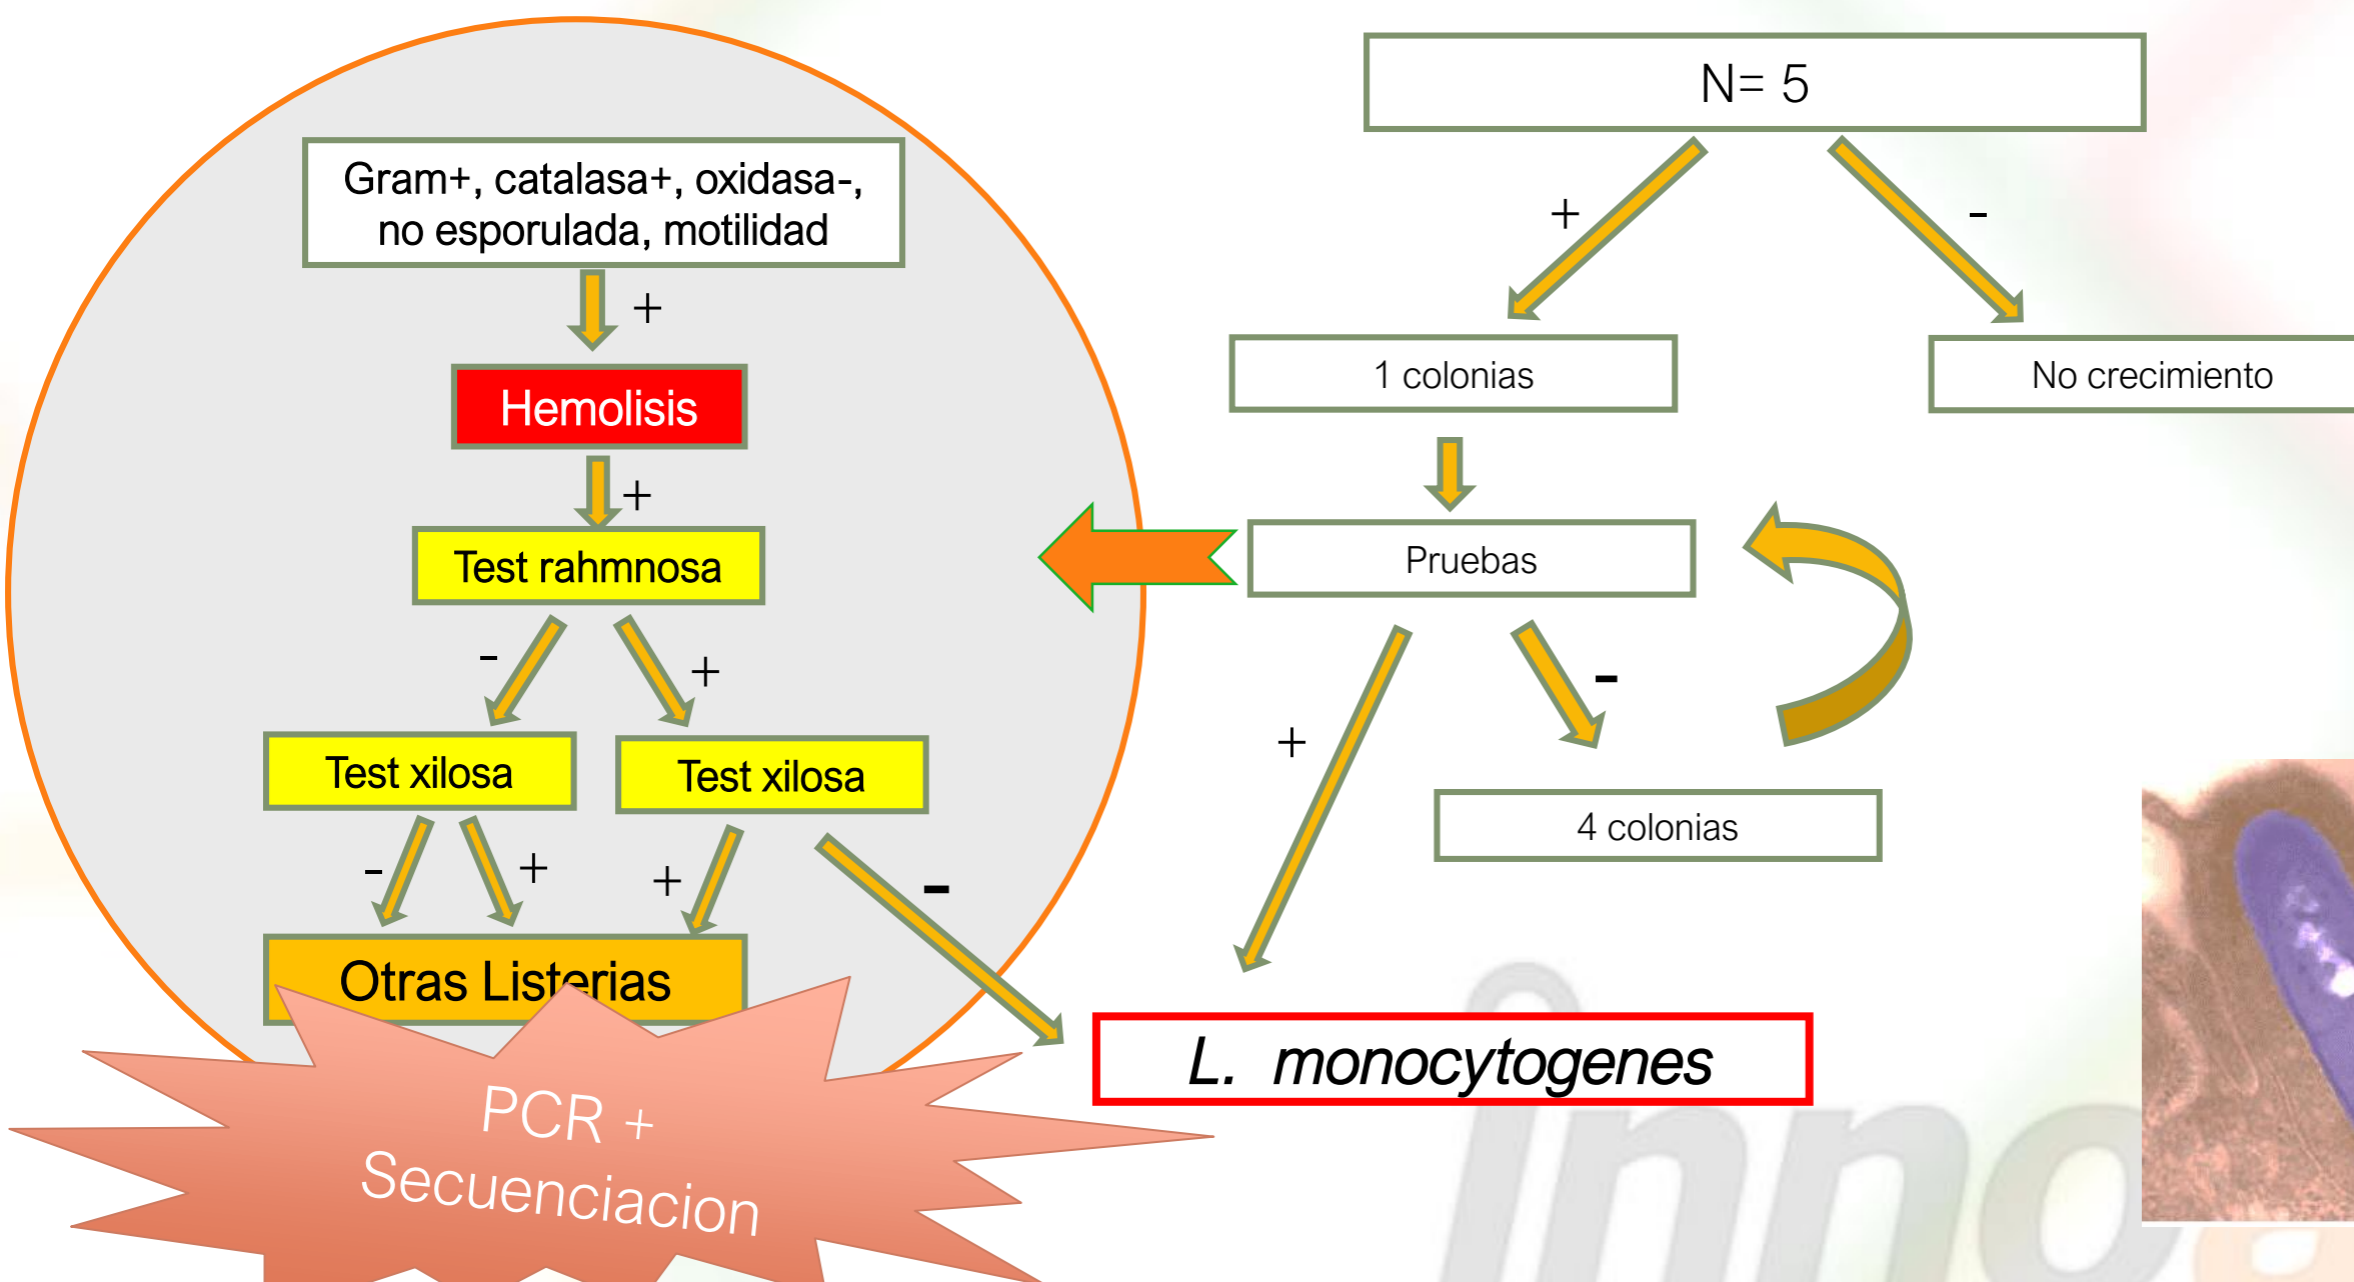 N= 5
+
-
1 colonias
No crecimiento
Pruebas
+
-
4 colonias
L. monocytogenes
Gram+, catalasa+, oxidasa-,
no esporulada, motilidad
+
Hemolisis
+
Test rahmnosa
-
+
Test xilosa
Test xilosa
-
+
+
-
Otras Listerias
PCR +
Secuenciacion
inno